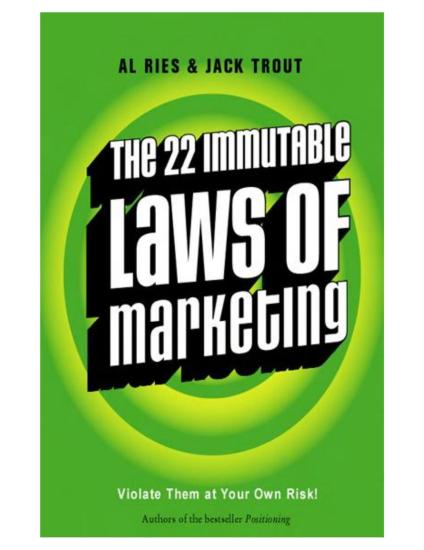 AL RIES & JACK TROUT
THE 22 IMMUTABLE
LAWS OF
marketing
Violate Them at Your Own Risk!
Authors of the bestseller Positioning